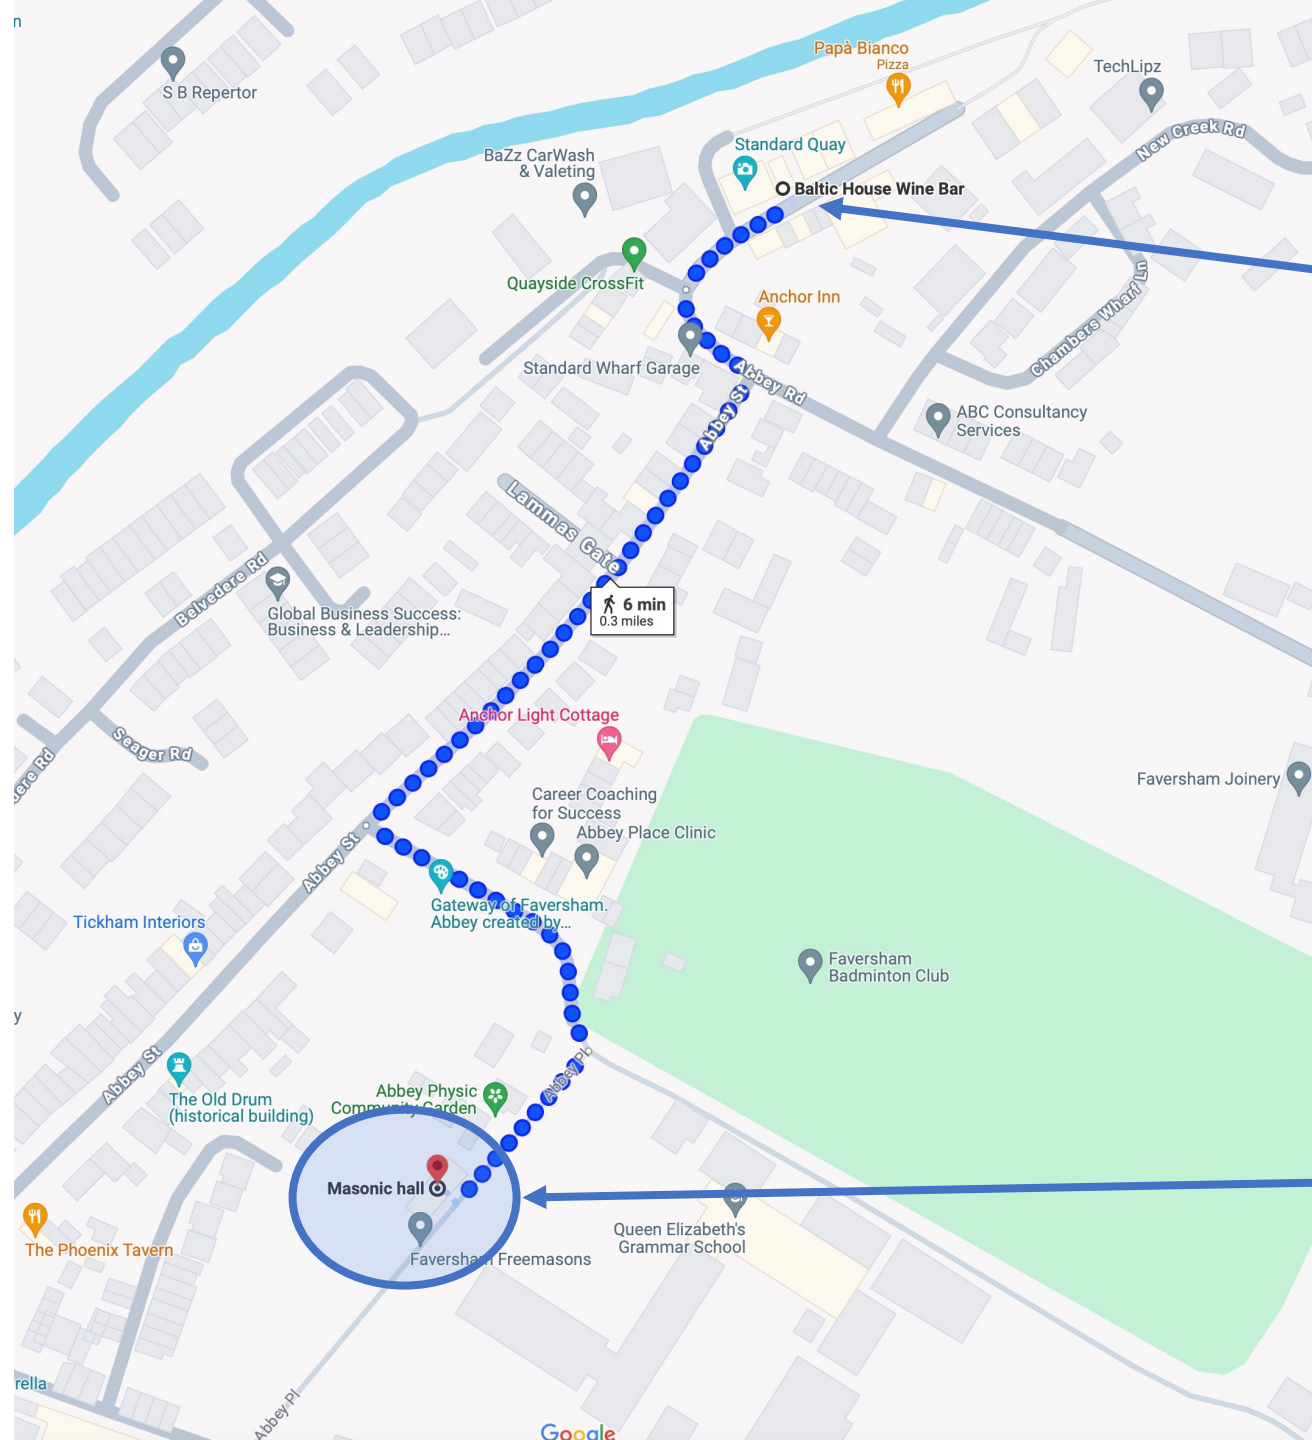 n
S B Repertor
Papà Bianco
Pizza
TechLipz
New Creek Rd
BaZz CarWash
& Valeting
Standard Quay
Baltic House Wine Bar
Quayside CrossFit
Anchor Inn
Chambers Wharf Ln
Standard Wharf Garage
Abbey Rd
Abbey St
ABC Consultancy
Services
Lammas Gate
Belvedere Rd
6 min
0.3 miles
Global Business Success:
Business & Leadership...
Anchor Light Cottage
Seager Rd
dere Rd
Faversham Joinery
Career Coaching
for Success
Abbey Place Clinic
Abbey St
Gateway of Faversham.
Abbey created by...
Tickham Interiors
Faversham
Badminton Club
y
Abbey St
The Old Drum
(historical building)
Abbey Pl
Abbey Physic
Community Garden
Masonic hall
The Phoenix Tavern
Queen Elizabeth's
Grammar School
Faversham Freemasons
rella
Abbey Pl
Google